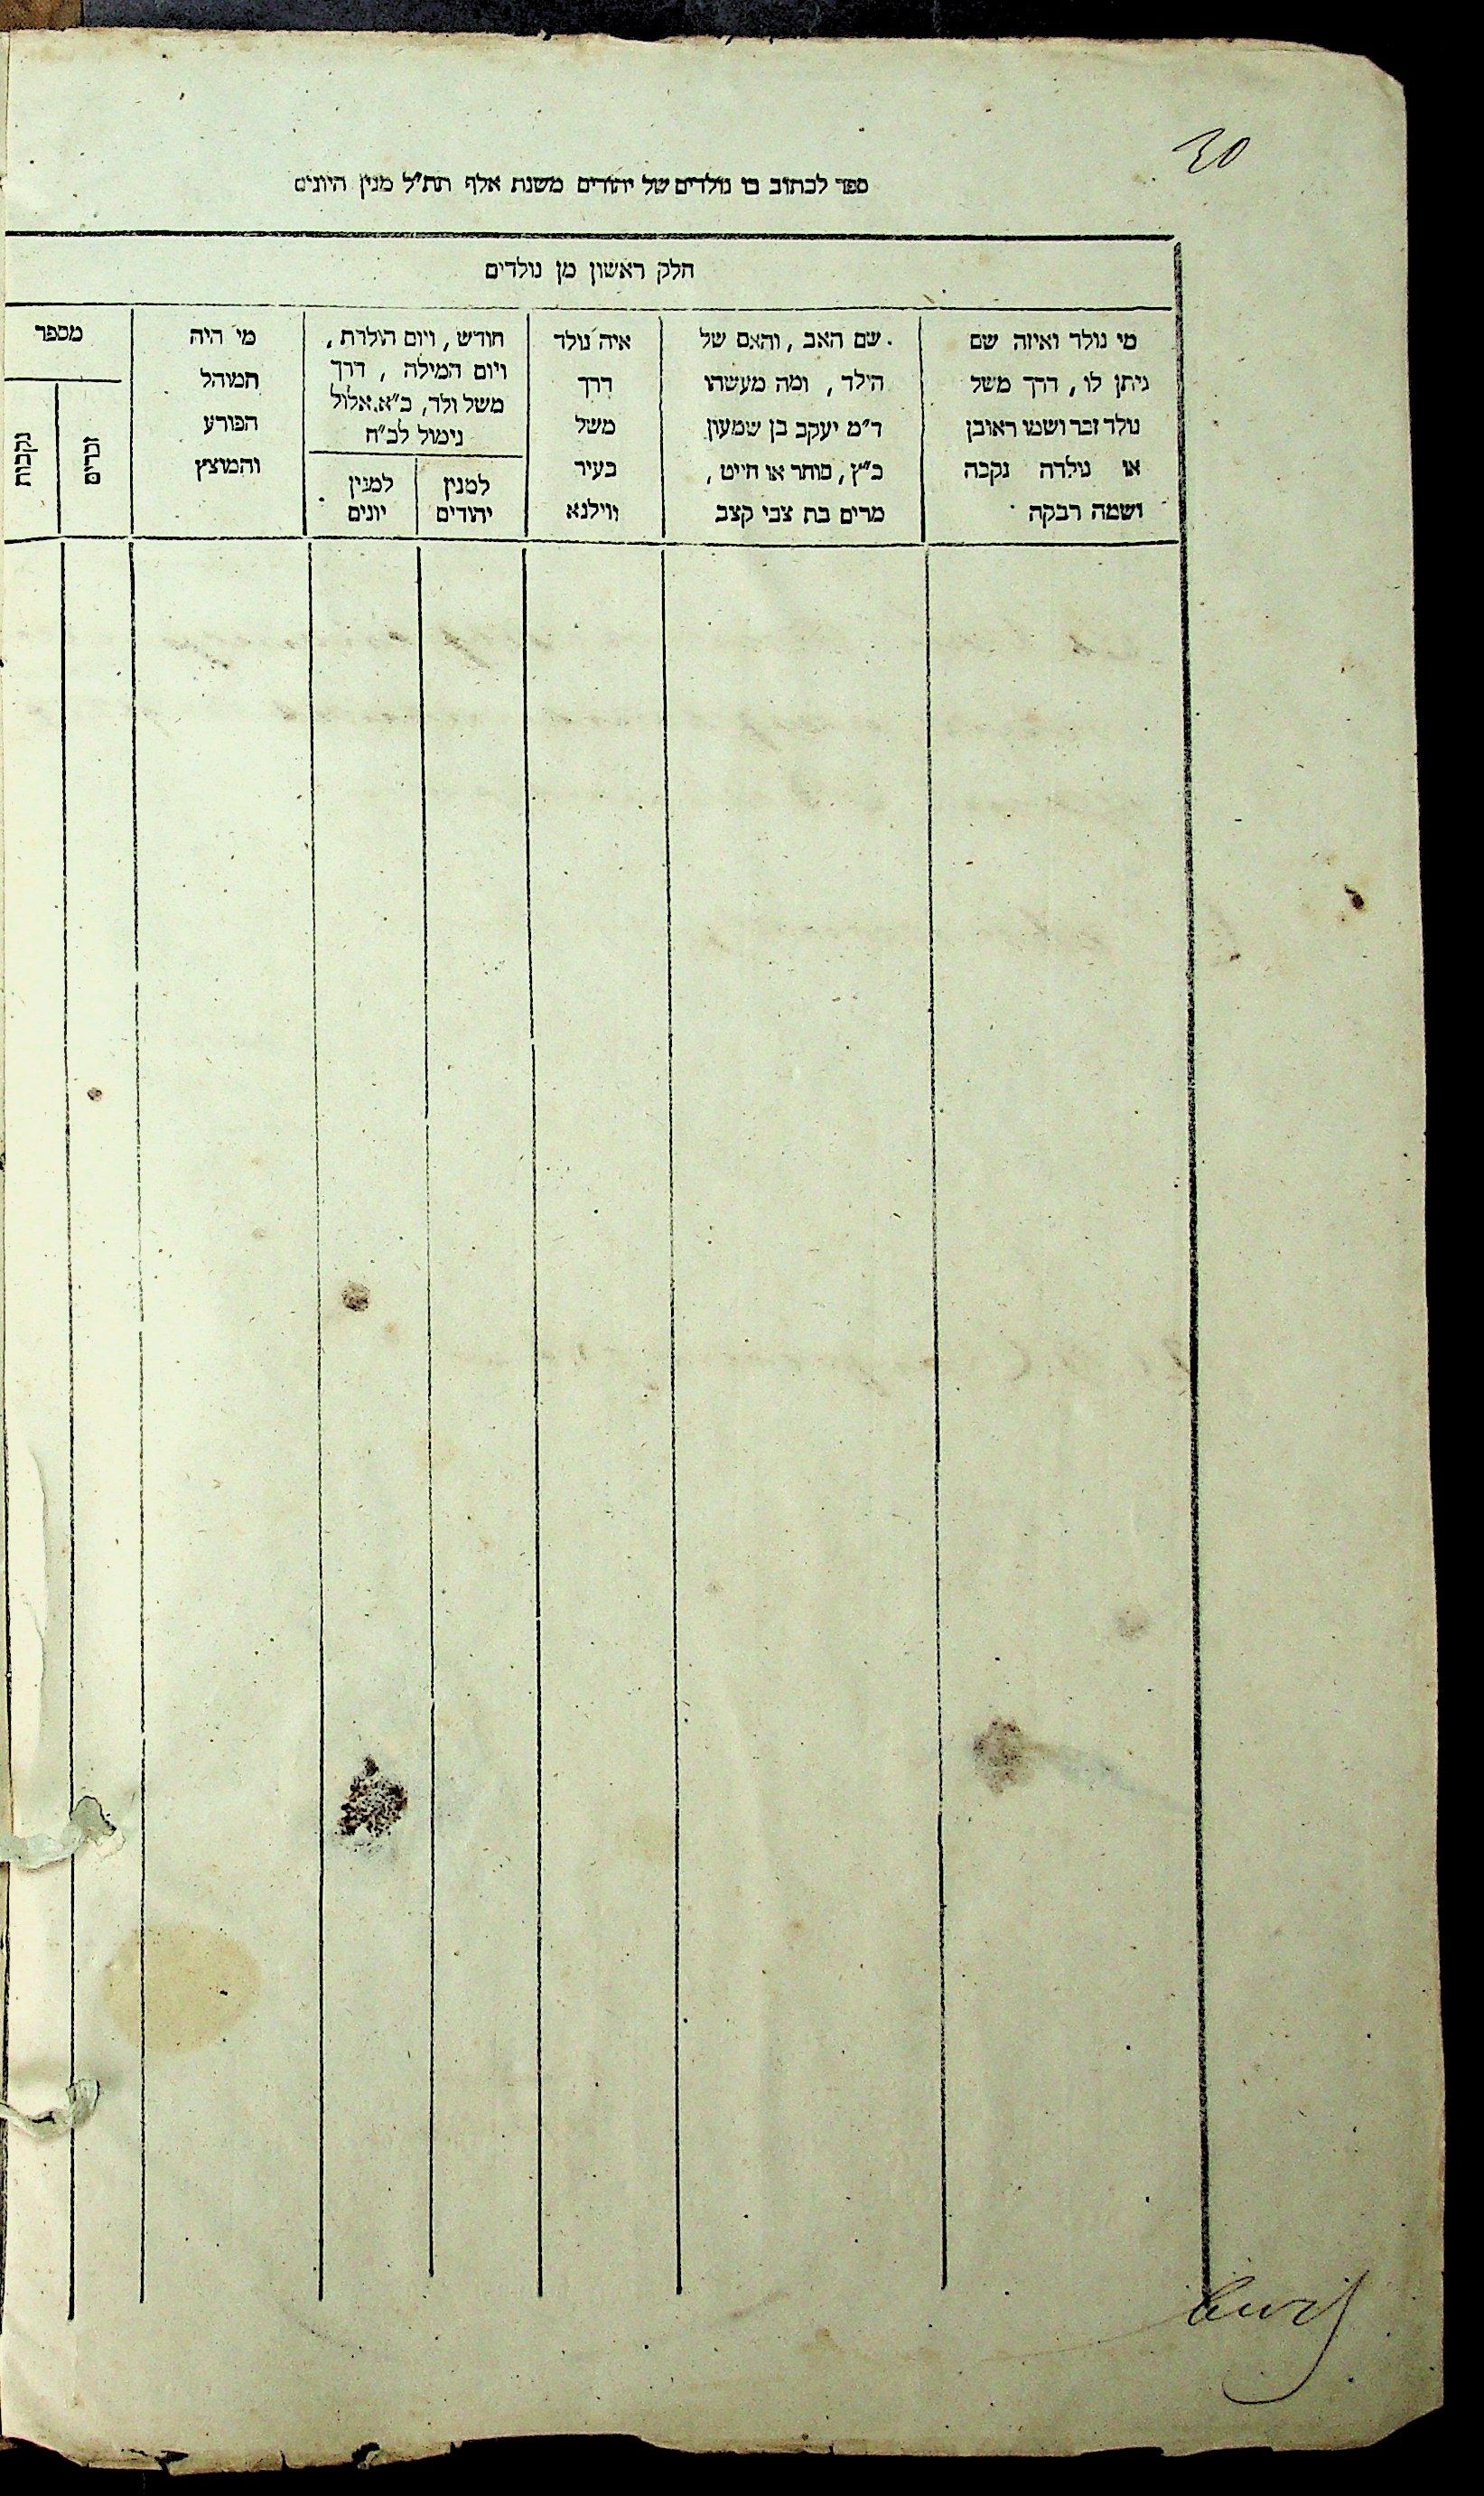 30
ספר לכתוב בו נולדים של יהודים משנת אלף תת״ל מנין היונים
חלק ראשון מן נולדים
מי נולד ואיזה שם
ניתן לו, דרך משל
נולד זכר ושמו ראובן
או נולדה נקבה
ושמה רבקה
שם האב, והאם של
הילד, ומה מעשהו
ד״מ יעקב בן שמעון
כ״ץ, סוחר או חייט,
מרים בת צבי קצב
איה נולד
דרך
משל
בעיר
ווילנא
חודש, ויום הולדת,
ויום המילה, דרך
משל ולד, כ״א אלול
נימול לכ״ח
למנין
יהודים
למנין
יונים
מי היה
המוהל
הפורע
והמוצץ
מספר
זכרים
נקבות